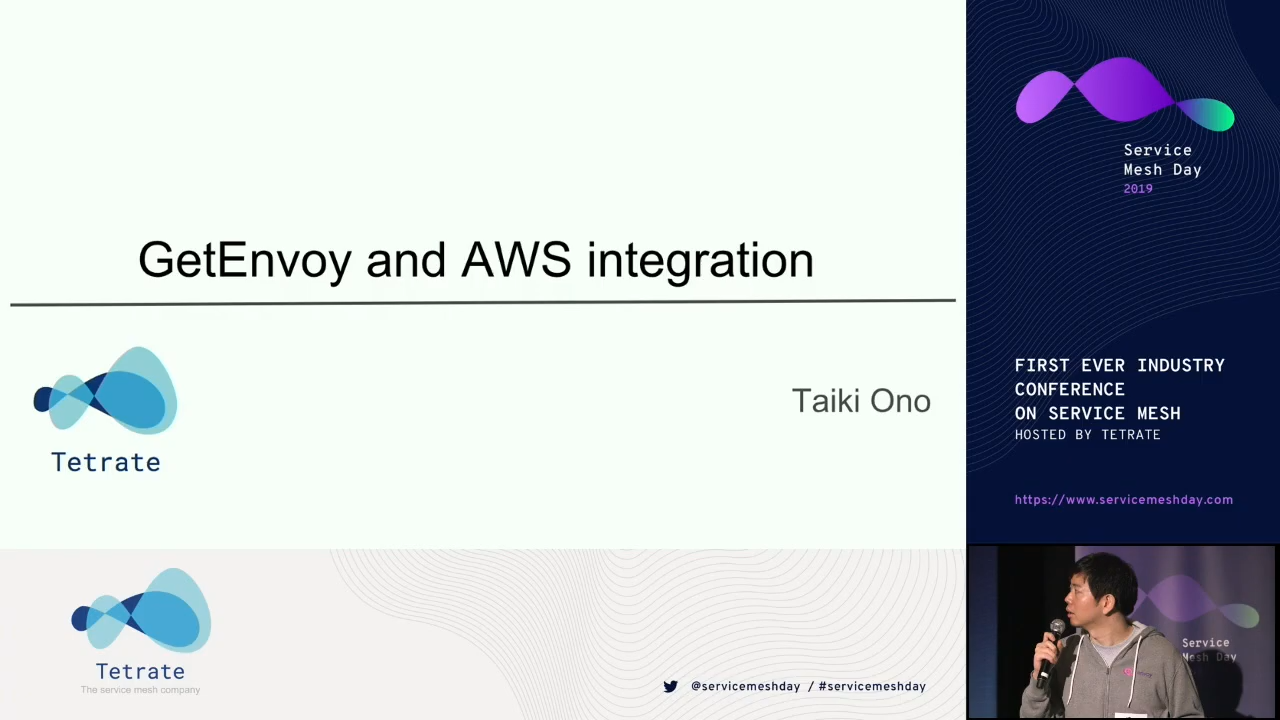 GetEnvoy and AWS integration
Taiki Ono
Tetrate
Tetrate
The service mesh company
@servicemeshday / #servicemeshday
Service
Mesh Day
2019
FIRST EVER INDUSTRY
CONFERENCE
ON SERVICE MESH
HOSTED BY TETRATE
https://www.servicemeshday.com
Service
Mesh Day